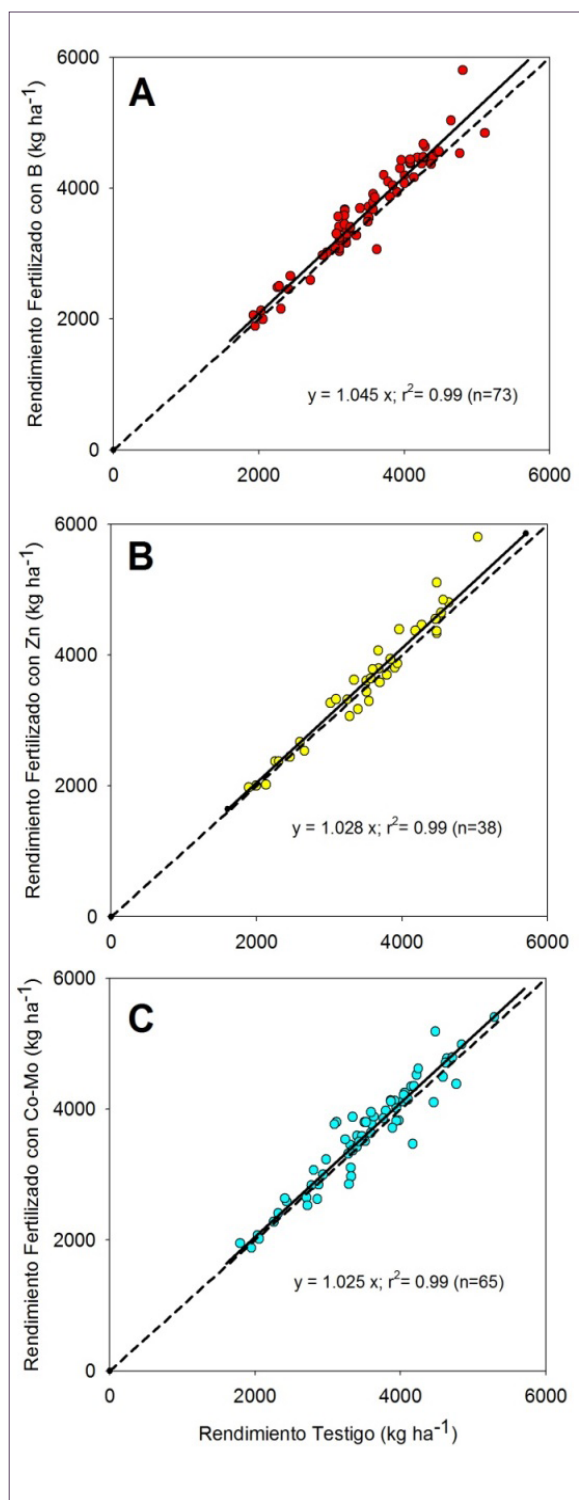 A
6000
4000
2000
0
Rendimiento Fertilizado con B (kg ha⁻¹)
y = 1.045 x; r²= 0.99 (n=73)
2000 4000 6000
B
6000
4000
2000
0
Rendimiento Fertilizado con Zn (kg ha⁻¹)
y = 1.028 x; r²= 0.99 (n=38)
2000 4000 6000
C
6000
4000
2000
0
Rendimiento Fertilizado con Co-Mo (kg ha⁻¹)
y = 1.025 x; r²= 0.99 (n=65)
2000 4000 6000
Rendimiento Testigo (kg ha⁻¹)